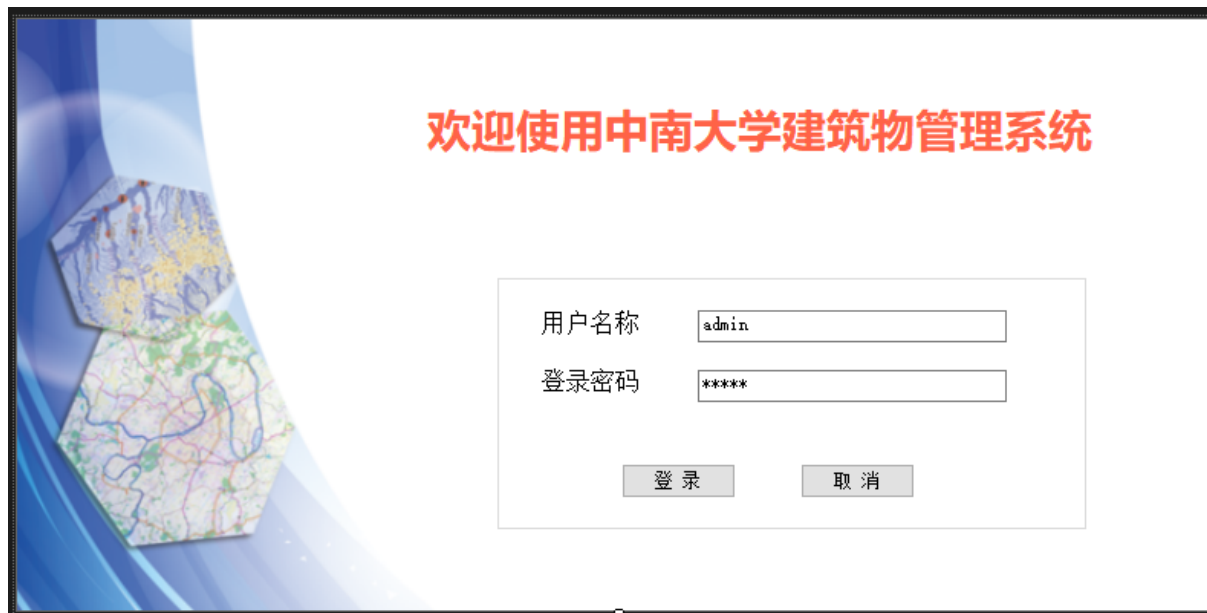 欢迎使用中南大学建筑物管理系统
用户名称 admin
登录密码 *****
登 录 取 消